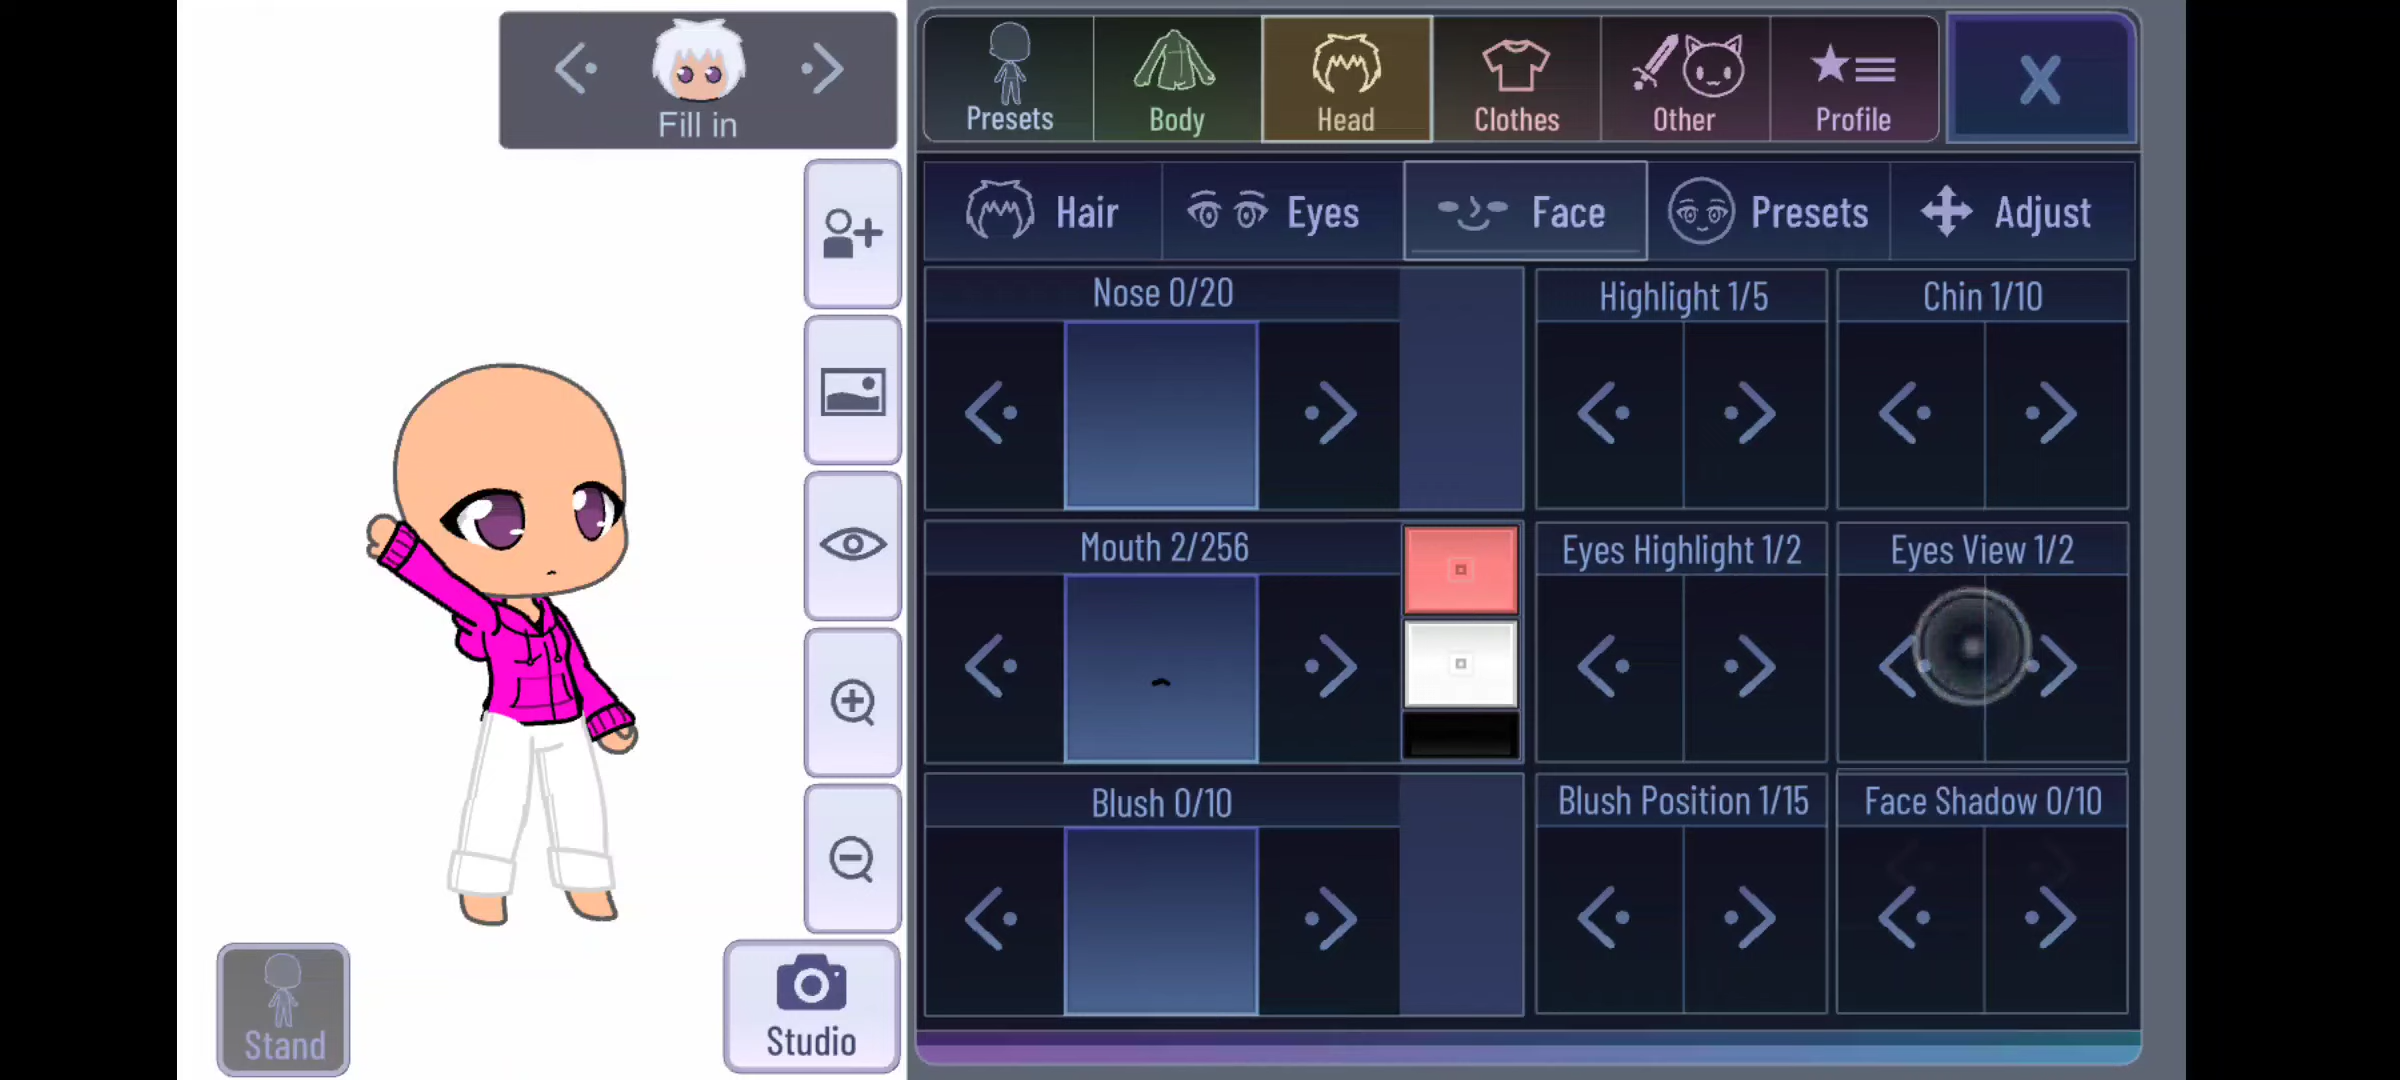 Fill in
Presets
Body
Head
Clothes
Other
Profile
X
Hair
Eyes
Face
Presets
Adjust
Nose 0/20
Highlight 1/5
Chin 1/10
Mouth 2/256
Eyes Highlight 1/2
Eyes View 1/2
Blush 0/10
Blush Position 1/15
Face Shadow 0/10
Stand
Studio